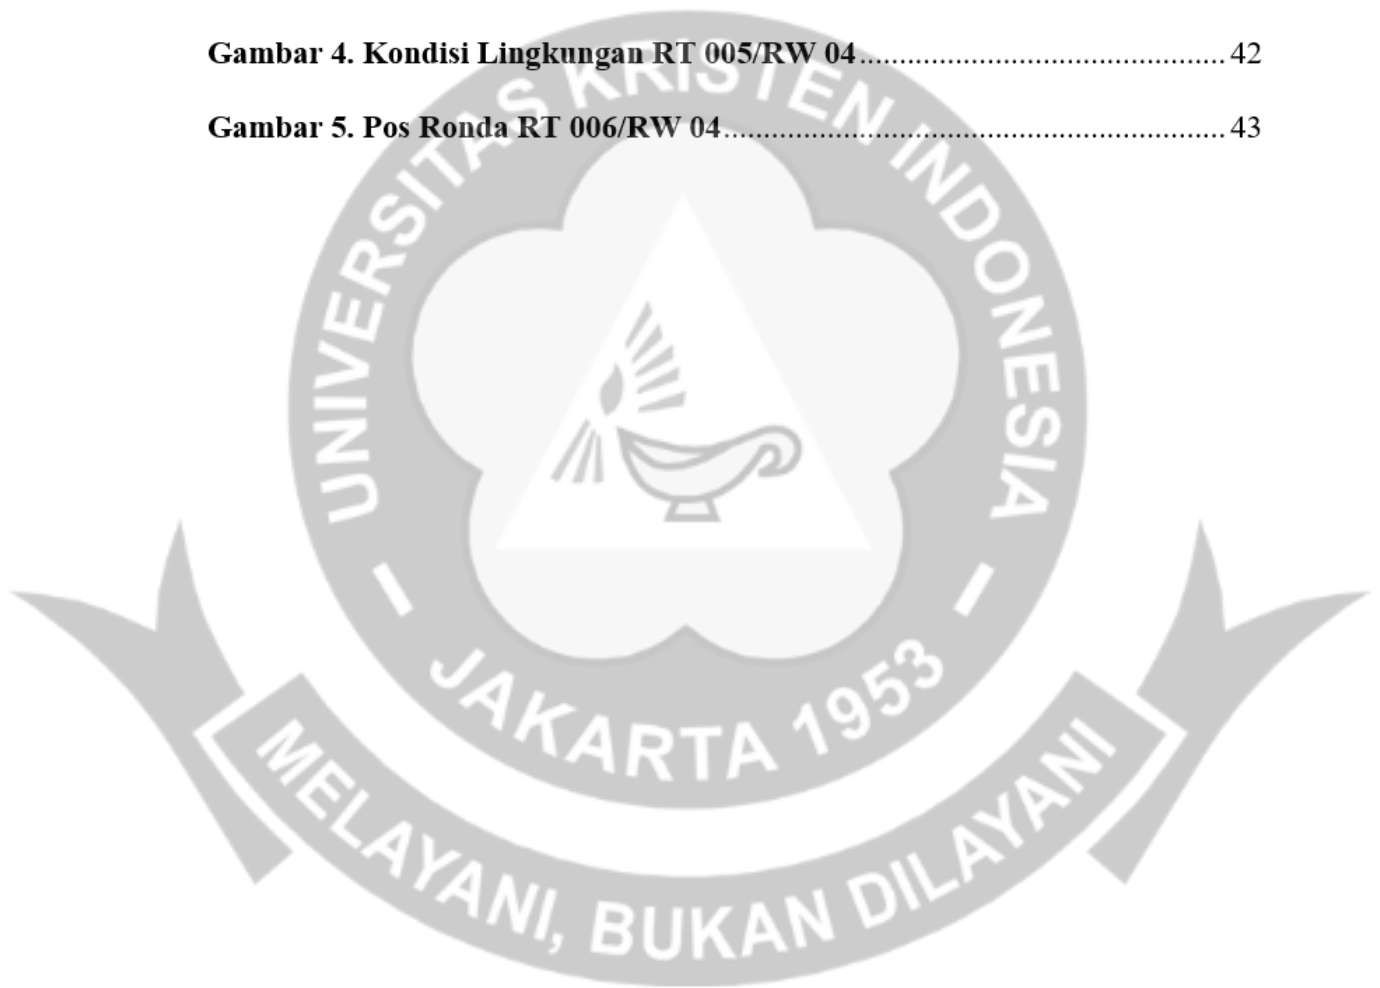 Gambar 4. Kondisi Lingkungan RT 005/RW 04.............................................. 42
Gambar 5. Pos Ronda RT 006/RW 04............................................................... 43
UNIVERSITAS KRISTEN INDONESIA
JAKARTA 1953
MELAYANI, BUKAN DILAYANI